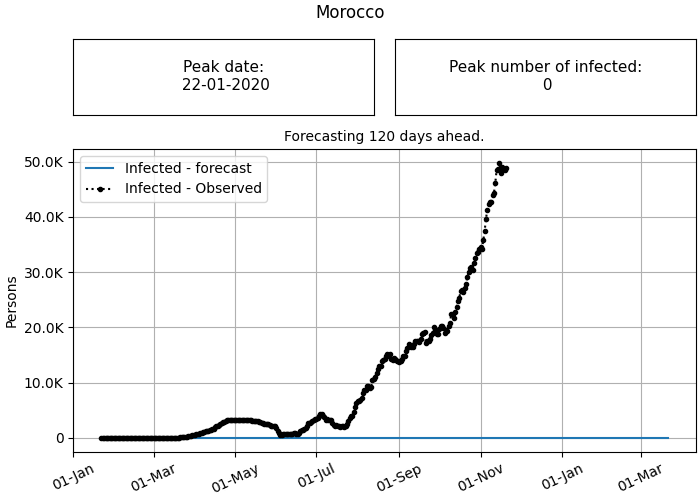 Morocco
Peak date:
22-01-2020
Peak number of infected:
0
Forecasting 120 days ahead.
Infected - forecast
Infected - Observed
50.0K
40.0K
30.0K
20.0K
10.0K
0
Persons
01-Jan
01-Mar
01-May
01-Jul
01-Sep
01-Nov
01-Jan
01-Mar